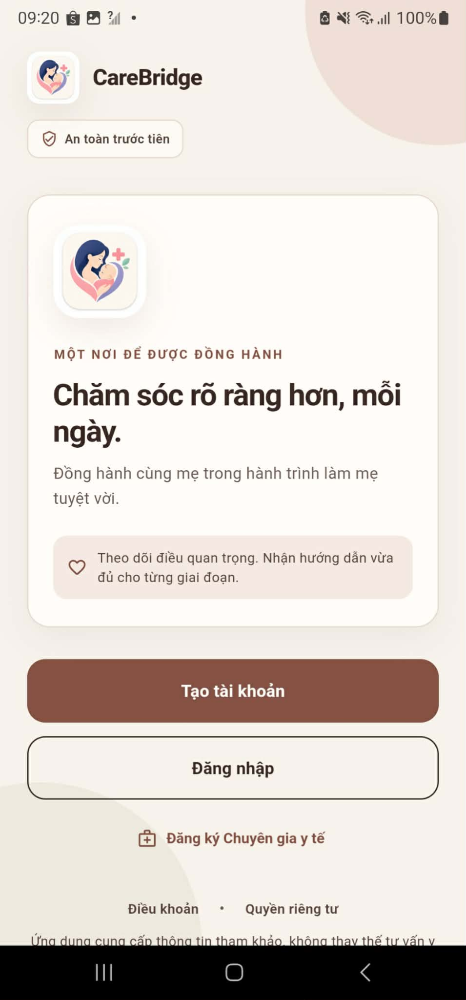 09:20
100%
CareBridge
An toàn trước tiên
MỘT NƠI ĐỂ ĐƯỢC ĐỒNG HÀNH
Chăm sóc rõ ràng hơn, mỗi
ngày.
Đồng hành cùng mẹ trong hành trình làm mẹ
tuyệt vời.
Theo dõi điều quan trọng. Nhận hướng dẫn vừa
đủ cho từng giai đoạn.
Tạo tài khoản
Đăng nhập
Đăng ký Chuyên gia y tế
Điều khoản • Quyền riêng tư
Ứng dụng cung cấp thông tin tham khảo, không thay thế tư vấn y